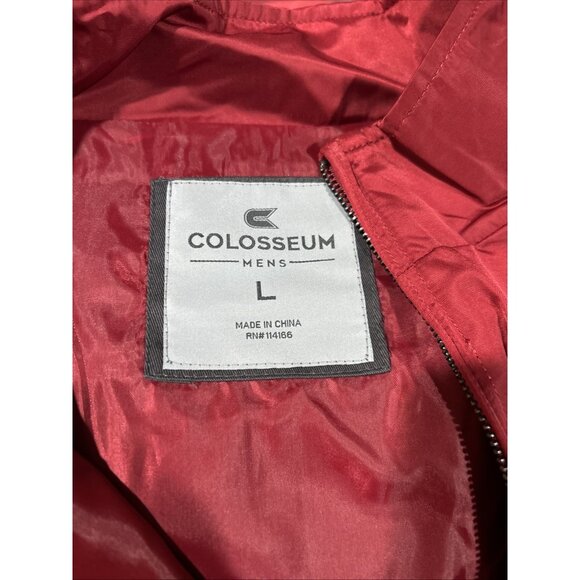 COLOSSEUM
MENS
L
MADE IN CHINA
RN#114166